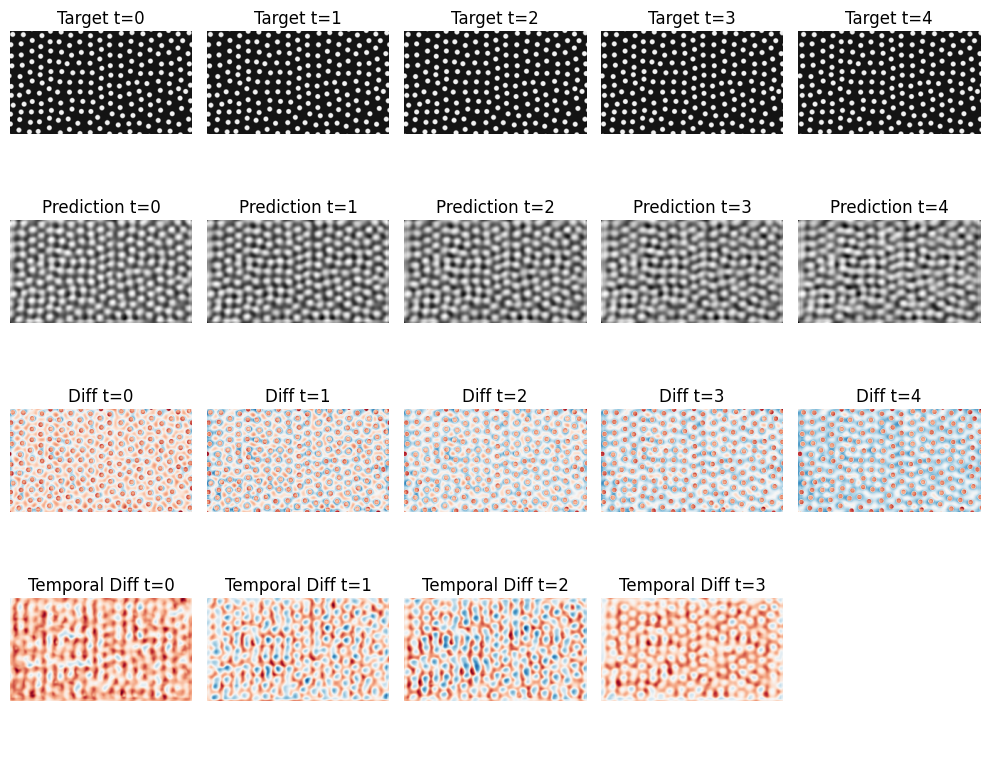 Target t=0 Target t=1 Target t=2 Target t=3 Target t=4
Prediction t=0 Prediction t=1 Prediction t=2 Prediction t=3 Prediction t=4
Diff t=0 Diff t=1 Diff t=2 Diff t=3 Diff t=4
Temporal Diff t=0 Temporal Diff t=1 Temporal Diff t=2 Temporal Diff t=3